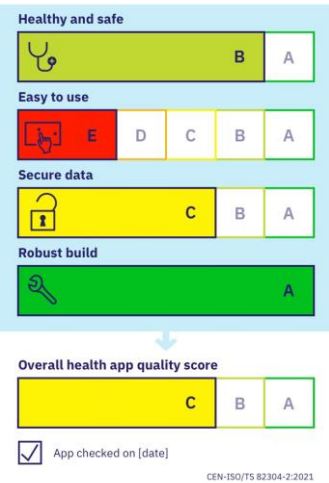 Healthy and safe
B A
Easy to use
E D C B A
Secure data
C B A
Robust build
A
Overall health app quality score
C B A
App checked on [date]
CEN-ISO/TS 82304-2:2021